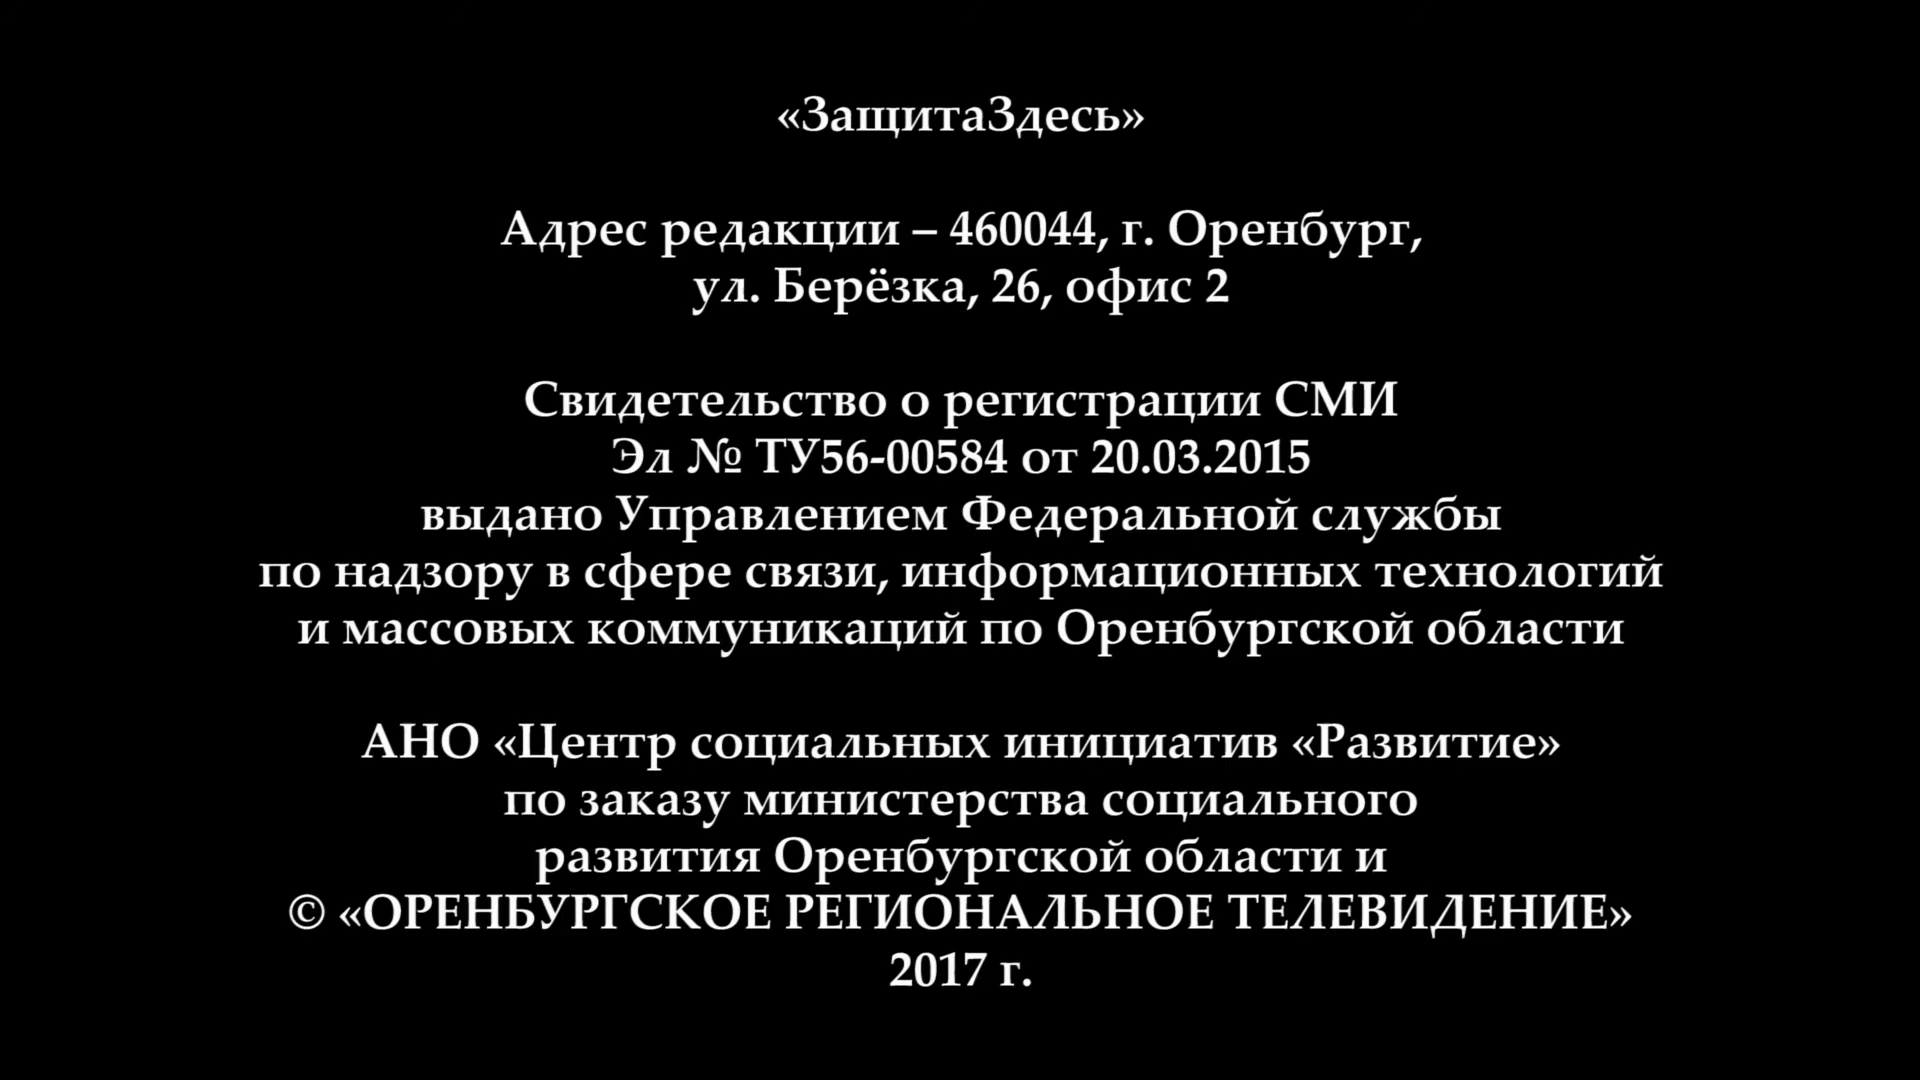 «ЗащитаЗдесь»
Адрес редакции – 460044, г. Оренбург,
ул. Берёзка, 26, офис 2
Свидетельство о регистрации СМИ
Эл № ТУ56-00584 от 20.03.2015
выдано Управлением Федеральной службы
по надзору в сфере связи, информационных технологий
и массовых коммуникаций по Оренбургской области
АНО «Центр социальных инициатив «Развитие»
по заказу министерства социального
развития Оренбургской области и
© «ОРЕНБУРГСКОЕ РЕГИОНАЛЬНОЕ ТЕЛЕВИДЕНИЕ»
2017 г.